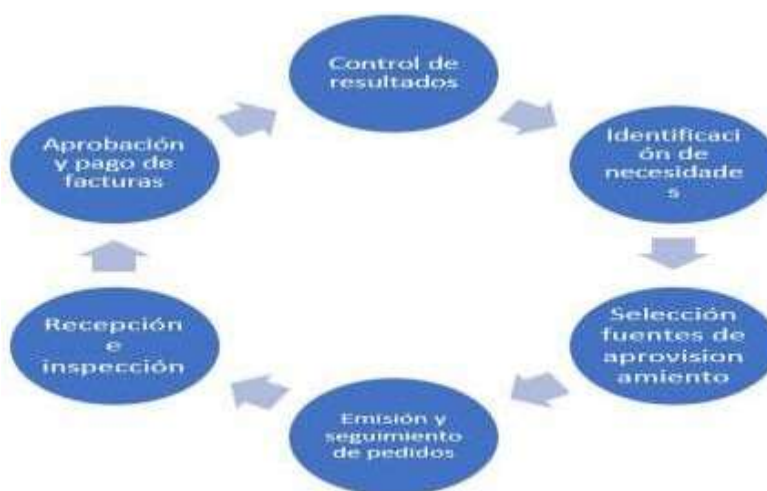 Control de
resultados
Identificaci
ón de
necesidade
s
Selección
fuentes de
aprovision
amiento
Emisión y
seguimiento
de pedidos
Recepción
e
inspección
Aprobación
y pago de
facturas